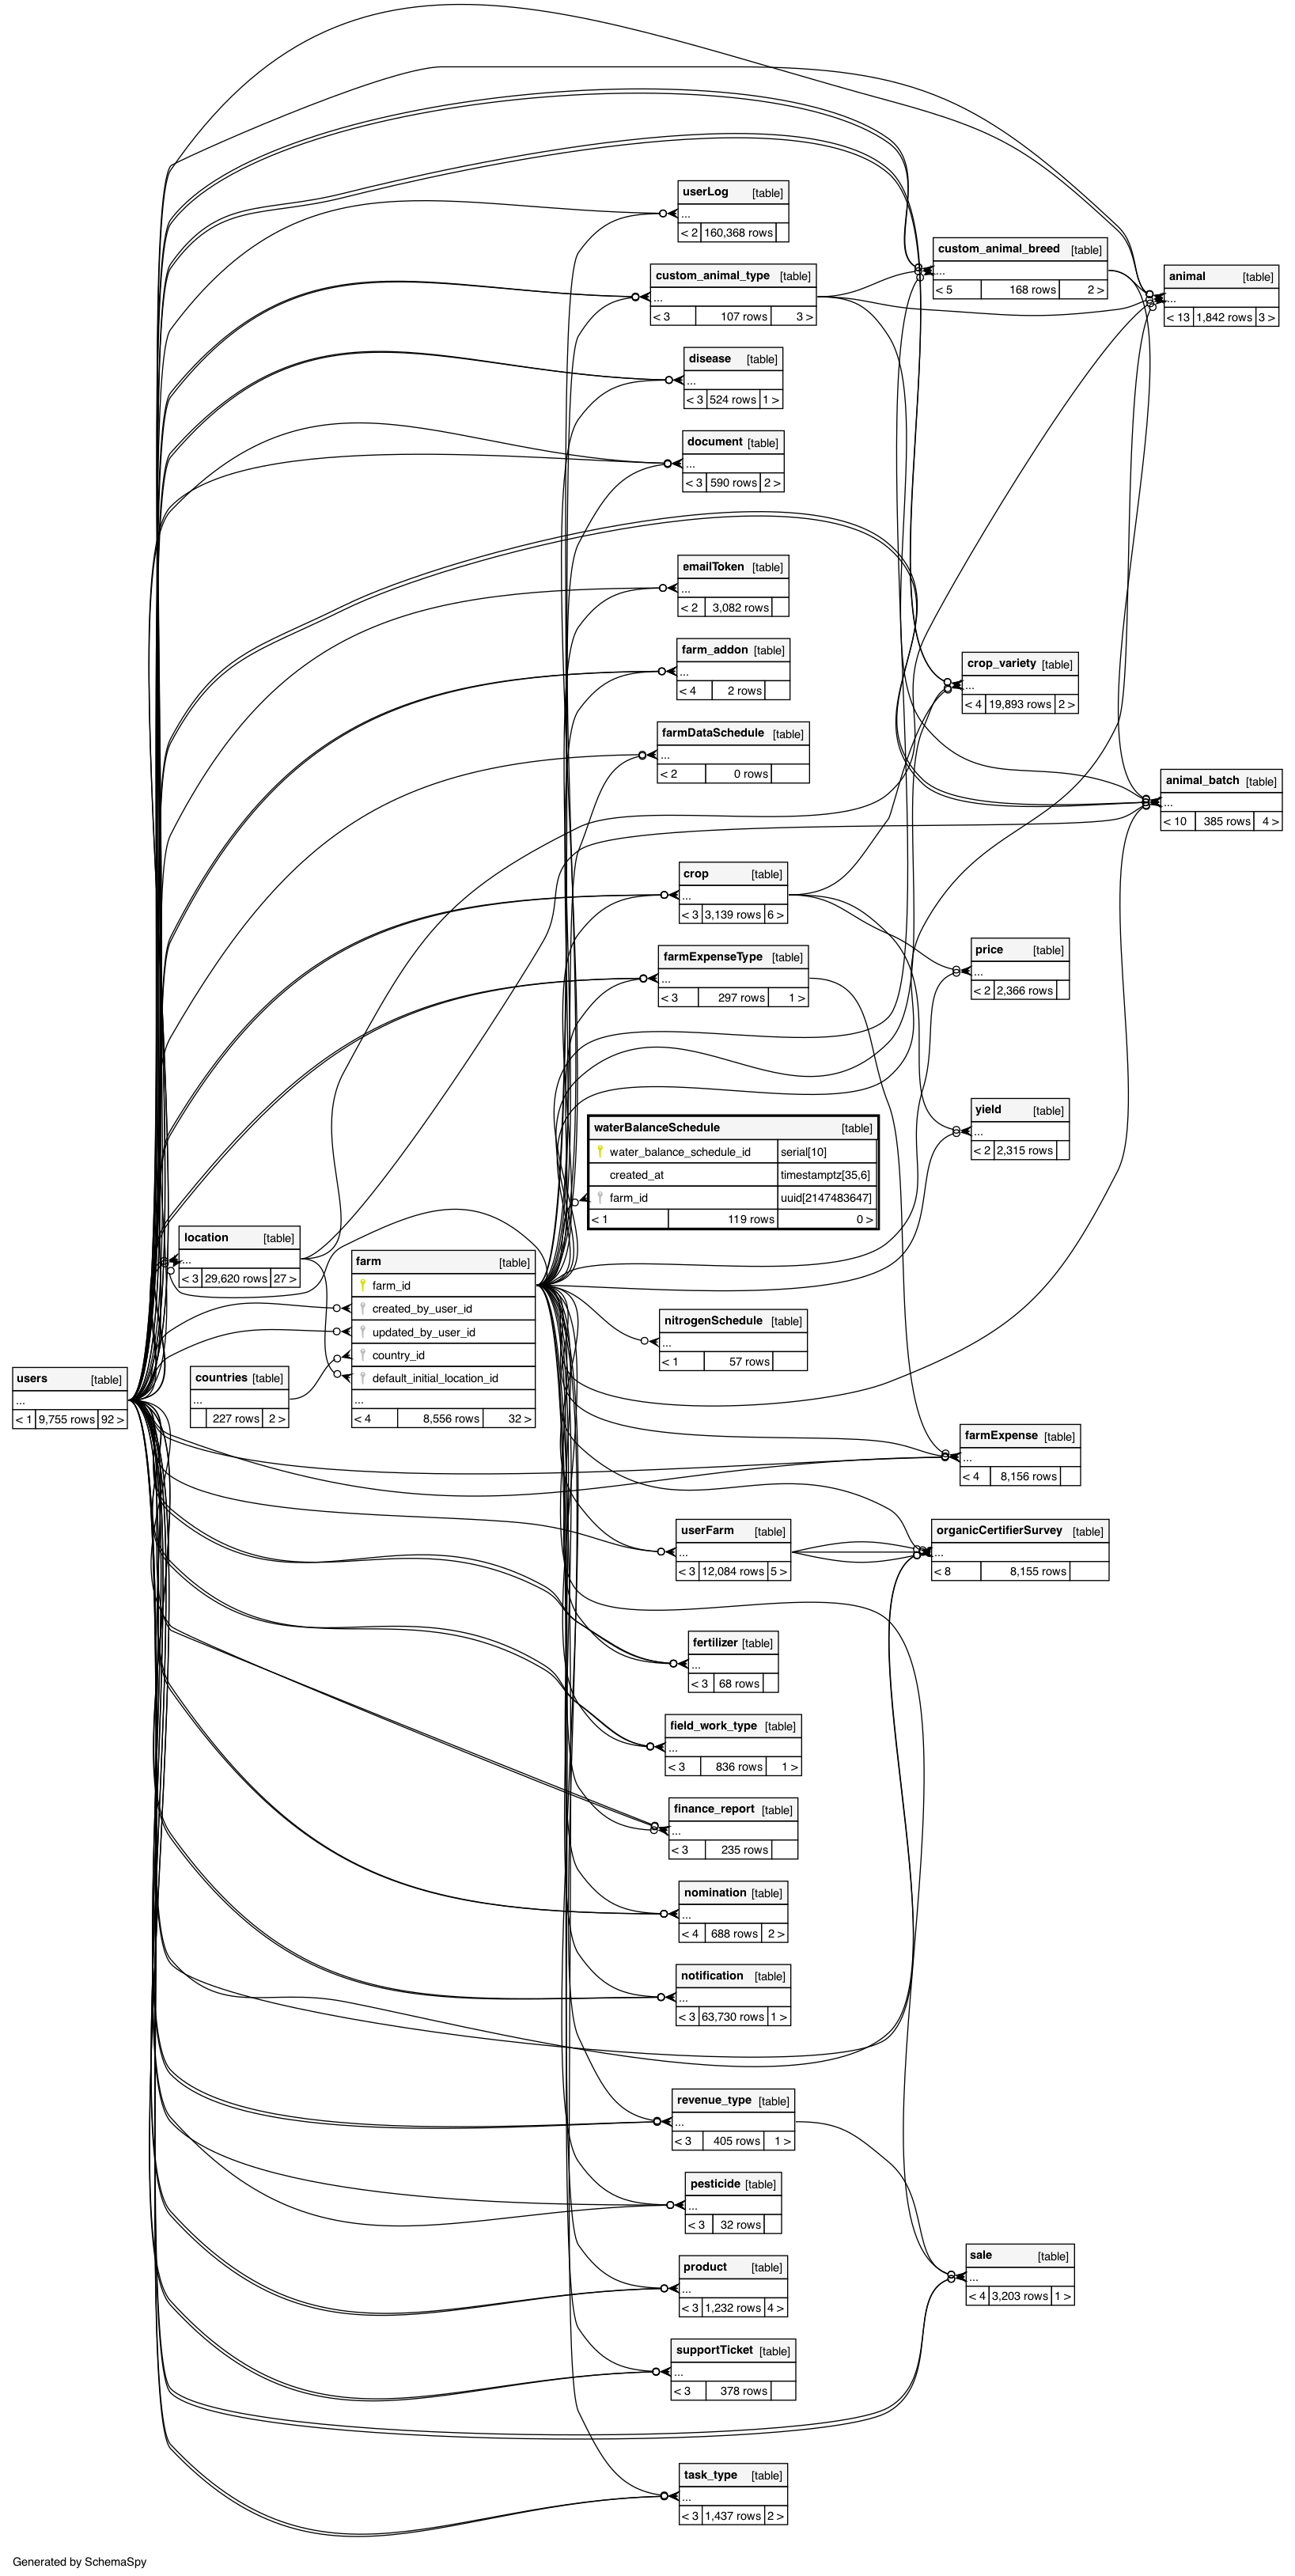 userLog [table]
...
< 2 160,368 rows
custom_animal_breed [table]
...
< 5 168 rows 2 >
custom_animal_type [table]
...
< 3 107 rows 3 >
animal [table]
...
< 13 1,842 rows 3 >
disease [table]
...
< 3 524 rows 1 >
document [table]
...
< 3 590 rows 2 >
emailToken [table]
...
< 2 3,082 rows
farm_addon [table]
...
< 4 2 rows
crop_variety [table]
...
< 4 19,893 rows 2 >
farmDataSchedule [table]
...
< 2 0 rows
animal_batch [table]
...
< 10 385 rows 4 >
crop [table]
...
< 3 3,139 rows 6 >
farmExpenseType [table]
...
< 3 297 rows 1 >
price [table]
...
< 2 2,366 rows
yield [table]
...
< 2 2,315 rows
waterBalanceSchedule [table]
water_balance_schedule_id serial[10]
created_at timestamptz[35,6]
farm_id uuid[2147483647]
< 1 119 rows 0 >
location [table]
...
< 3 29,620 rows 27 >
farm [table]
farm_id
created_by_user_id
updated_by_user_id
country_id
default_initial_location_id
...
< 4 8,556 rows 32 >
nitrogenSchedule [table]
...
< 1 57 rows
users [table]
...
< 1 9,755 rows 92 >
countries [table]
...
227 rows 2 >
farmExpense [table]
...
< 4 8,156 rows
userFarm [table]
...
< 3 12,084 rows 5 >
organicCertifierSurvey [table]
...
< 8 8,155 rows
fertilizer [table]
...
< 3 68 rows
field_work_type [table]
...
< 3 836 rows 1 >
finance_report [table]
...
< 3 235 rows
nomination [table]
...
< 4 688 rows 2 >
notification [table]
...
< 3 63,730 rows 1 >
revenue_type [table]
...
< 3 405 rows 1 >
pesticide [table]
...
< 3 32 rows
product [table]
...
< 3 1,232 rows 4 >
sale [table]
...
< 4 3,203 rows 1 >
supportTicket [table]
...
< 3 378 rows
task_type [table]
...
< 3 1,437 rows 2 >
Generated by SchemaSpy